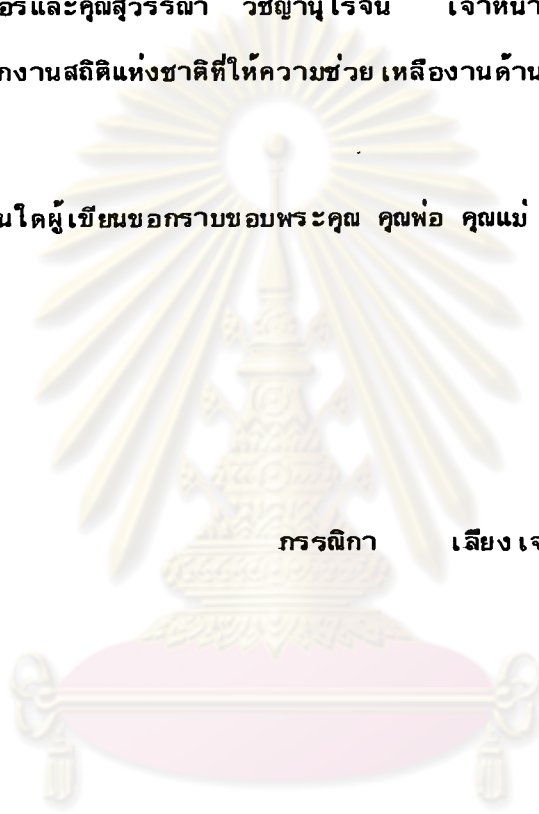 อรและคุณสุวรรณา วิชญานุโรจน์ เจ้าหน้า
กงานสถิติแห่งชาติที่ให้ความช่วยเหลืองานด้าน
นใดผู้เขียนขอกราบขอบพระคุณ คุณพ่อ คุณแม่
ภรรณิกา เลียงเจ